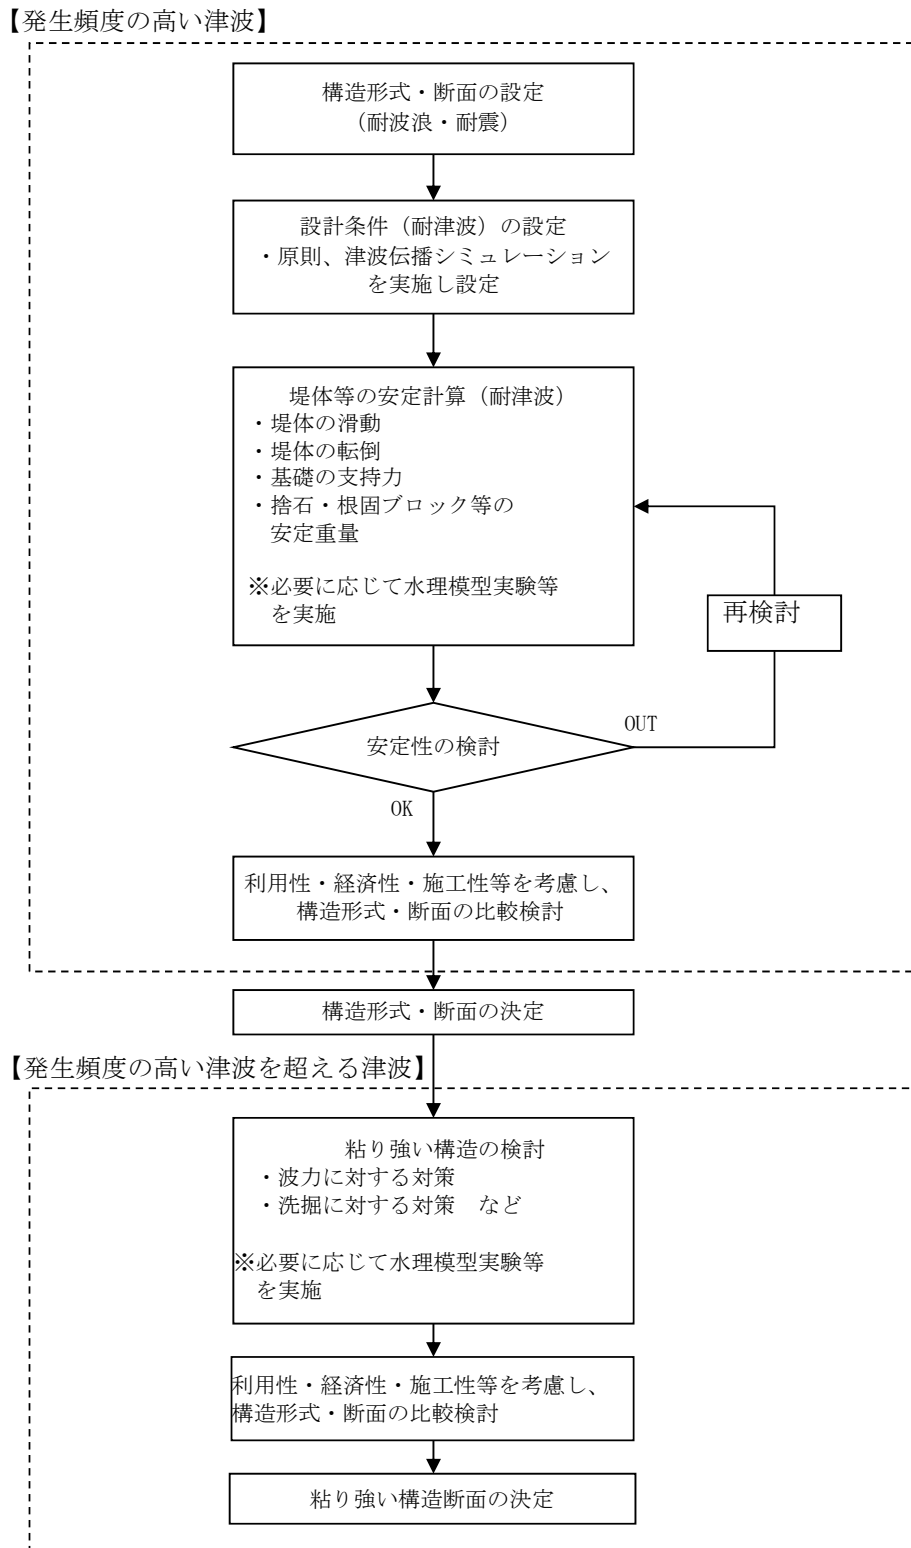 【発生頻度の高い津波】
構造形式・断面の設定
（耐波浪・耐震）
設計条件（耐津波）の設定
・原則、津波伝播シミュレーション
を実施し設定
堤体等の安定計算（耐津波）
・堤体の滑動
・堤体の転倒
・基礎の支持力
・捨石・根固ブロック等の
安定重量
※必要に応じて水理模型実験等
を実施
再検討
安定性の検討
OUT
OK
利用性・経済性・施工性等を考慮し、
構造形式・断面の比較検討
構造形式・断面の決定
【発生頻度の高い津波を超える津波】
粘り強い構造の検討
・波力に対する対策
・洗掘に対する対策　など
※必要に応じて水理模型実験等
を実施
利用性・経済性・施工性等を考慮し、
構造形式・断面の比較検討
粘り強い構造断面の決定